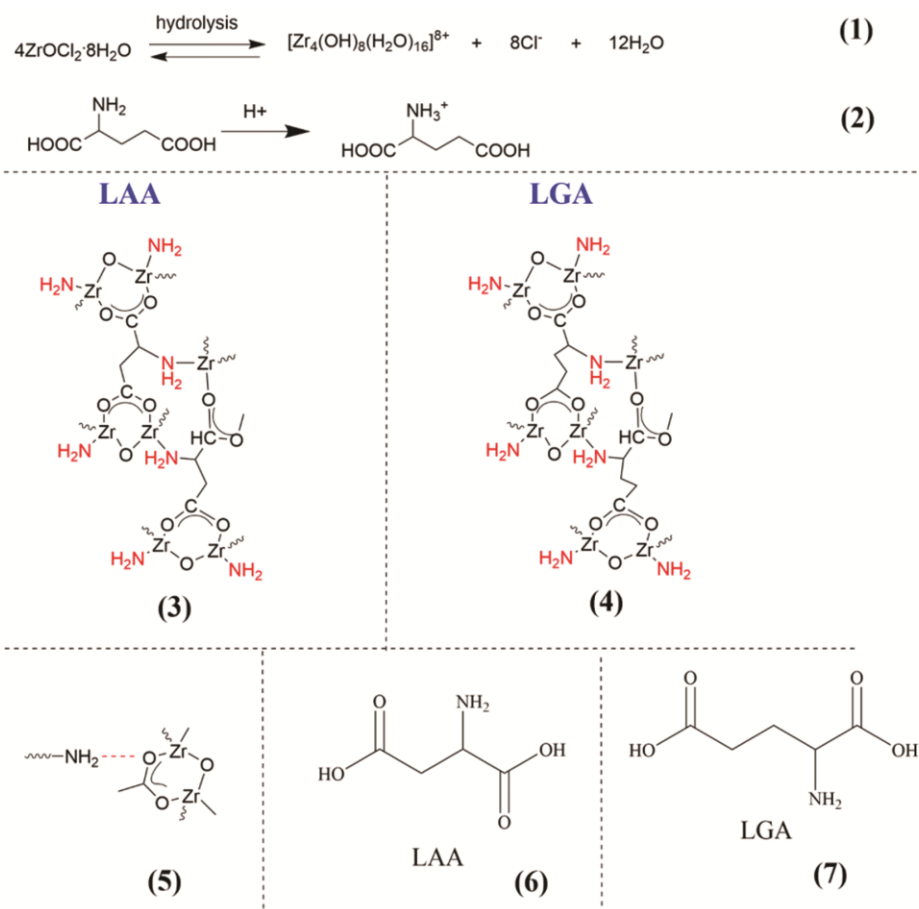 hydrolysis
4ZrOCl₂·8H₂O [Zr₄(OH)₈(H₂O)₁₆]⁸⁺ + 8Cl⁻ + 12H₂O (1)
NH₂ H+ NH₃⁺ (2)
HOOC COOH HOOC COOH
LAA LGA
NH₂ NH₂
O O
H₂N Zr Zr H₂N Zr Zr
O O O O
C C
N Zr N Zr
H₂ H₂
C O
O O O O O
Zr Zr HC O Zr Zr HC O
H₂N O H₂N H₂N O H₂N
C C
O O O O
Zr Zr Zr Zr
H₂N O NH₂ H₂N O NH₂
(3) (4)
NH₂ O Zr O
O Zr
(5)
O NH₂
HO OH
O
LAA
(6)
O O
HO OH
NH₂
LGA
(7)